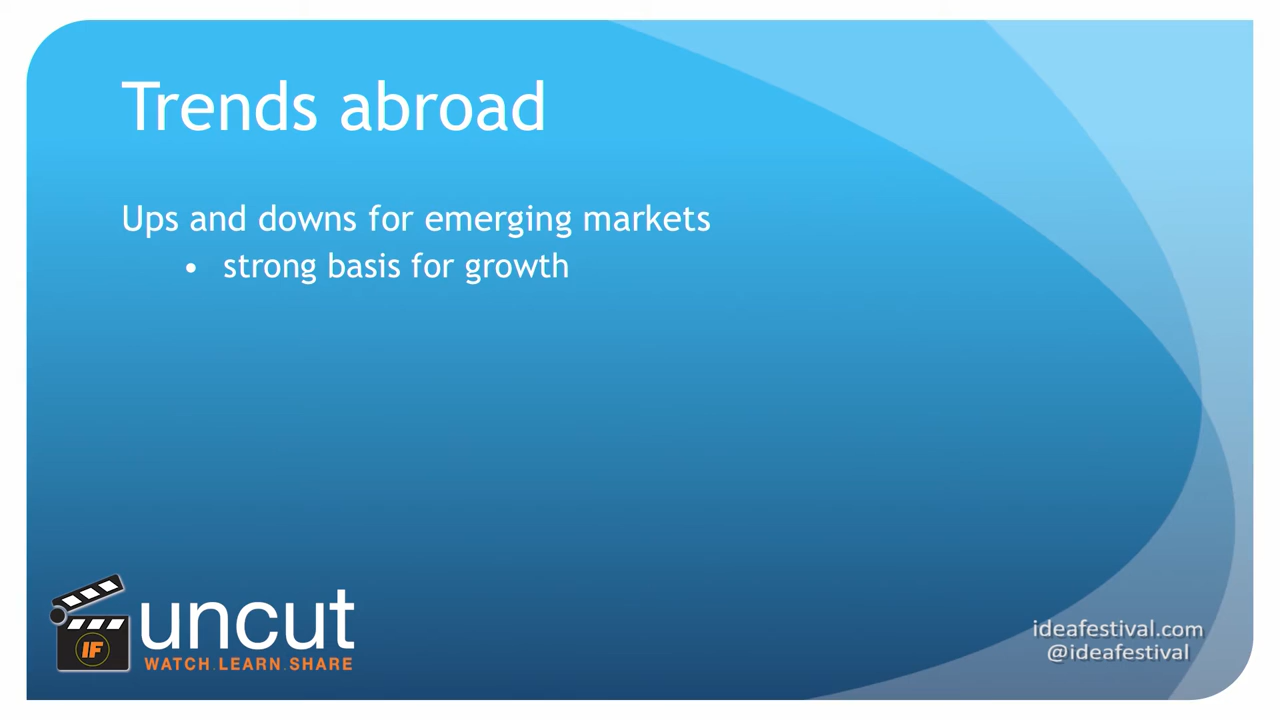 Trends abroad
Ups and downs for emerging markets
• strong basis for growth
IF
uncut
WATCH.LEARN.SHARE
ideafestival.com
@ideafestival